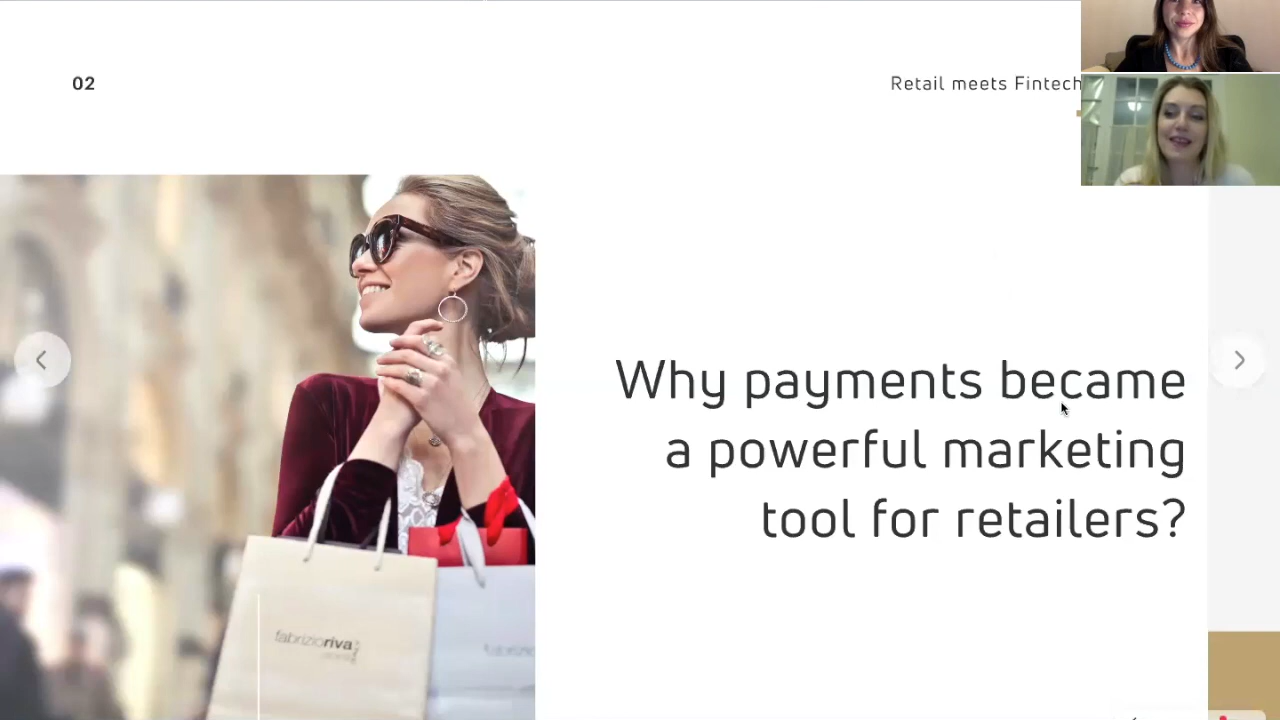 02
Retail meets Fintech
Why payments became
a powerful marketing
tool for retailers?
fabrizioriva